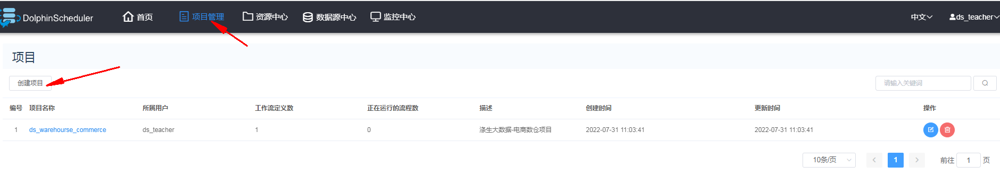 DolphinScheduler 首页 项目管理 资源中心 数据源中心 监控中心 中文 ds_teacher
项目
创建项目 请输入关键词
编号 项目名称 所属用户 工作流定义数 正在运行的流程数 描述 创建时间 更新时间 操作
1 ds_warehourse_commerce ds_teacher 1 0 涤生大数据-电商数仓项目 2022-07-31 11:03:41 2022-07-31 11:03:41
10条/页 1 前往 1 页